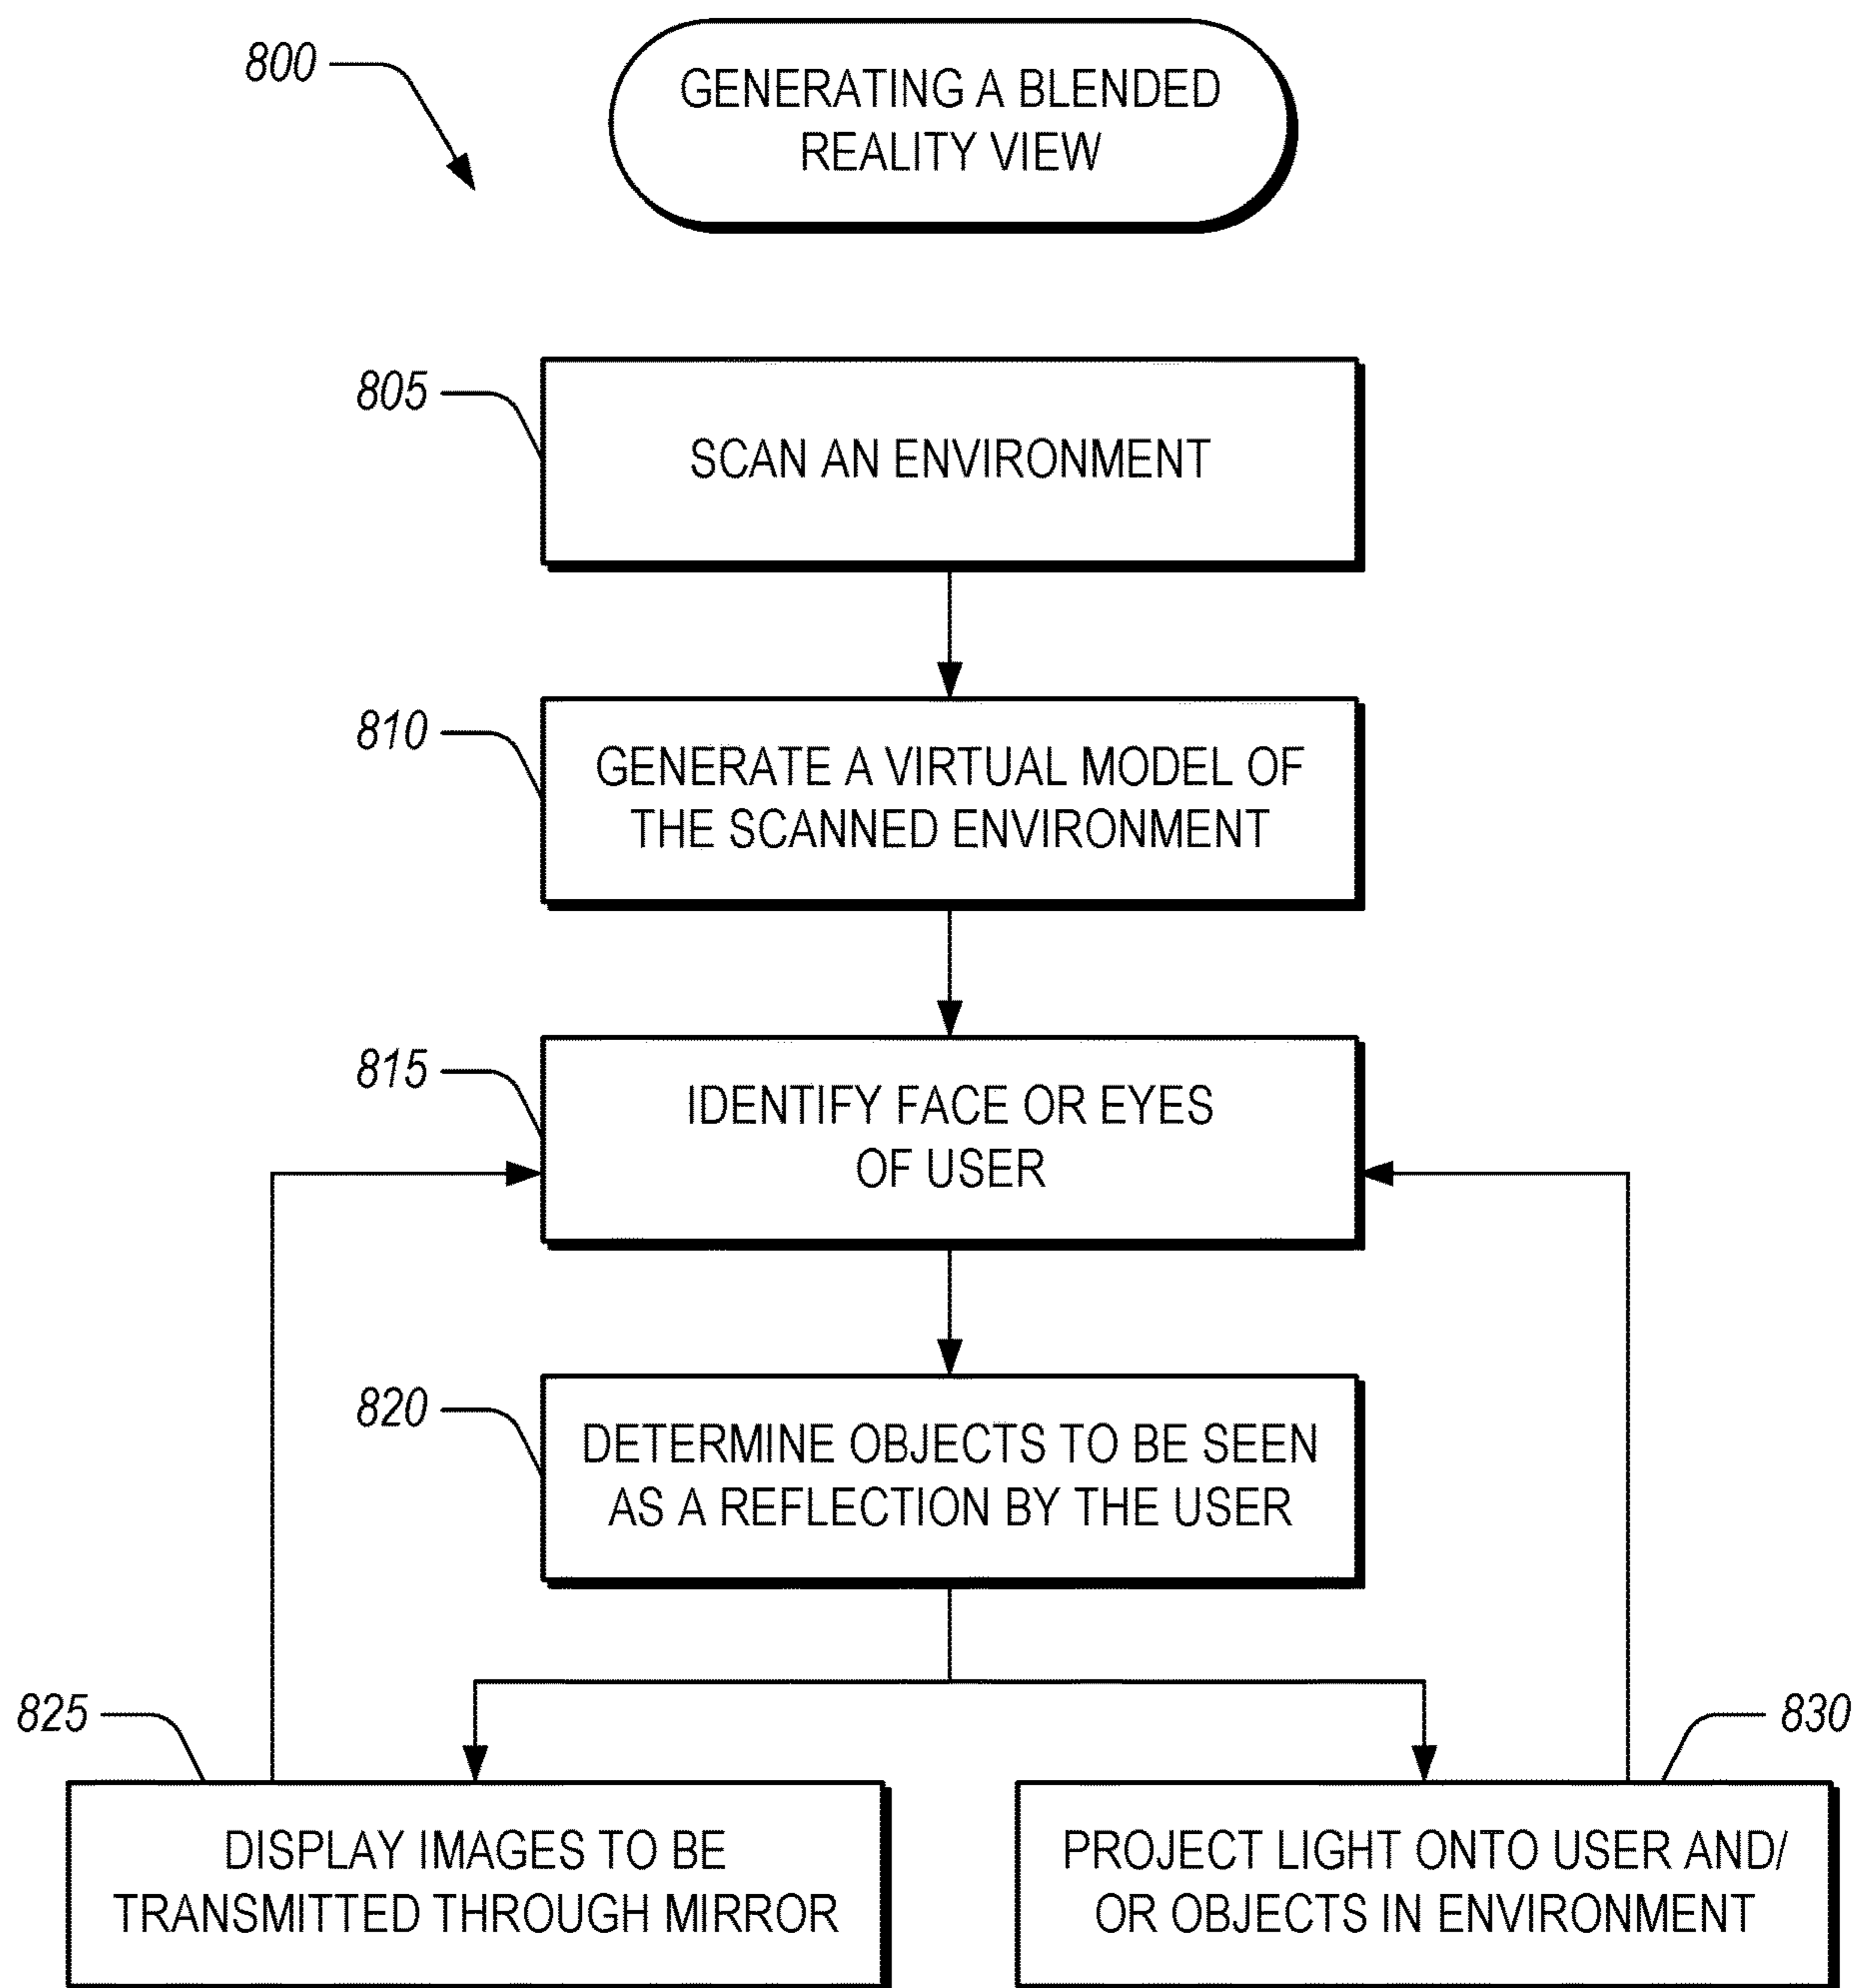 800
GENERATING A BLENDED
REALITY VIEW
805
SCAN AN ENVIRONMENT
810
GENERATE A VIRTUAL MODEL OF
THE SCANNED ENVIRONMENT
815
IDENTIFY FACE OR EYES
OF USER
820
DETERMINE OBJECTS TO BE SEEN
AS A REFLECTION BY THE USER
825
DISPLAY IMAGES TO BE
TRANSMITTED THROUGH MIRROR
830
PROJECT LIGHT ONTO USER AND/
OR OBJECTS IN ENVIRONMENT